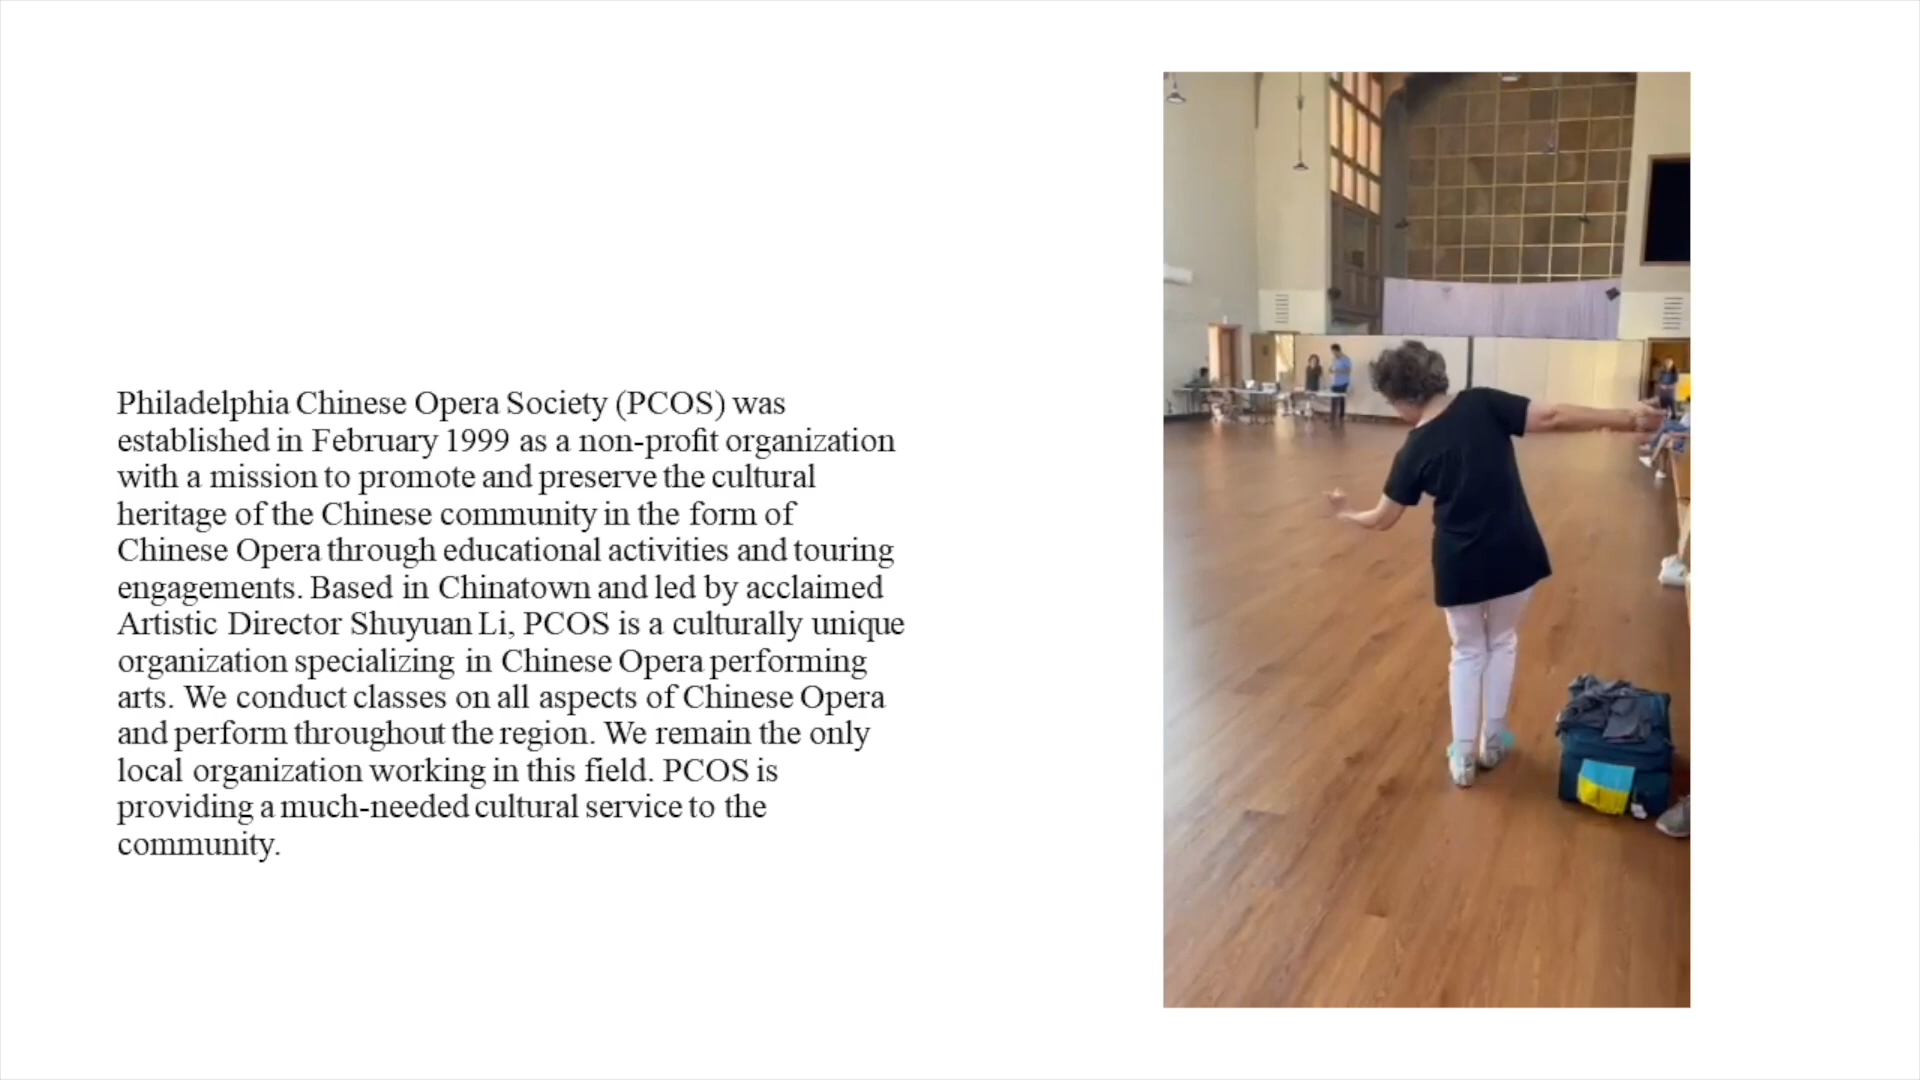 Philadelphia Chinese Opera Society (PCOS) was
established in February 1999 as a non-profit organization
with a mission to promote and preserve the cultural
heritage of the Chinese community in the form of
Chinese Opera through educational activities and touring
engagements. Based in Chinatown and led by acclaimed
Artistic Director Shuyuan Li, PCOS is a culturally unique
organization specializing in Chinese Opera performing
arts. We conduct classes on all aspects of Chinese Opera
and perform throughout the region. We remain the only
local organization working in this field. PCOS is
providing a much-needed cultural service to the
community.